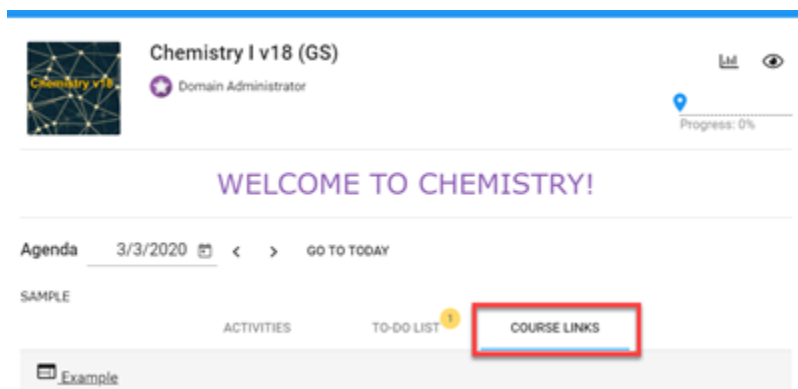 Chemistry I v18 (GS)
Chemistry v18
Domain Administrator
Progress: 0%
WELCOME TO CHEMISTRY!
Agenda 3/3/2020 GO TO TODAY
SAMPLE
ACTIVITIES TO-DO LIST 1 COURSE LINKS
Example